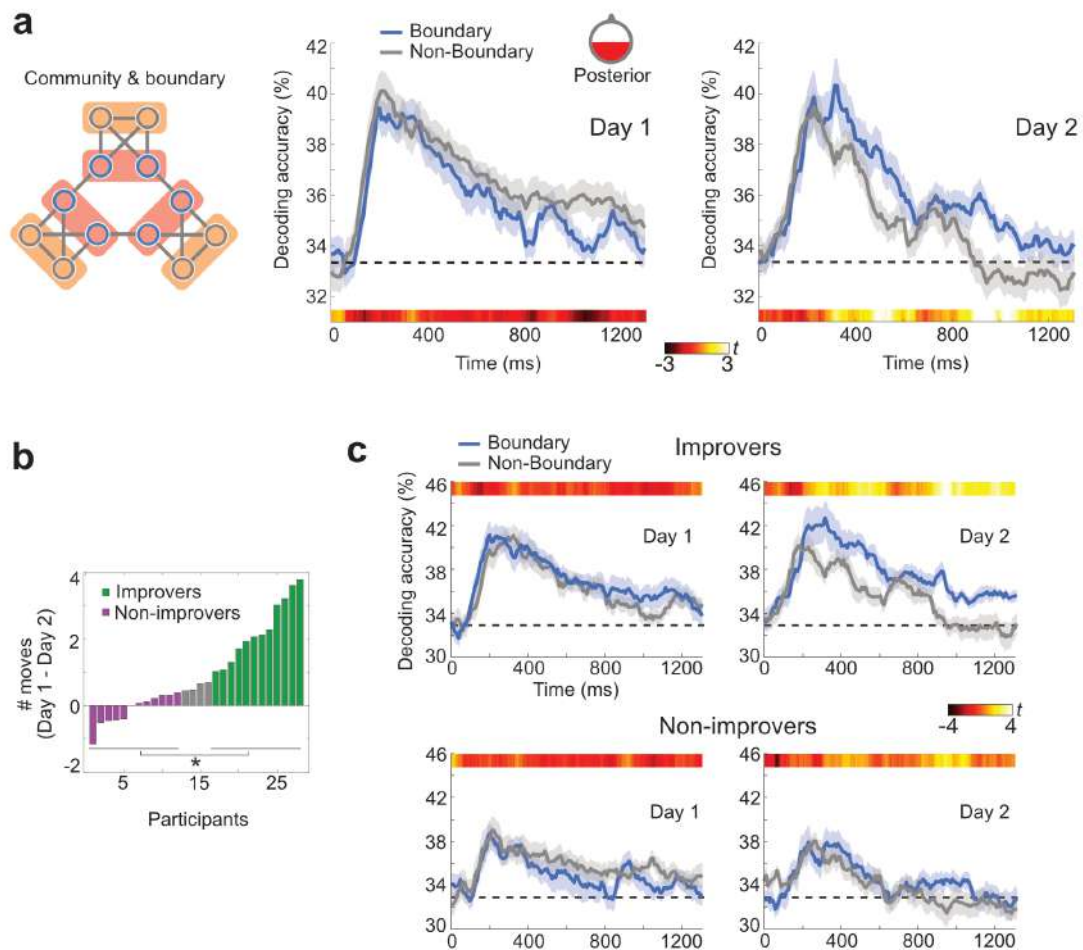 a
Community & boundary
Boundary
Non-Boundary
Posterior
Decoding accuracy (%)
42
40
38
36
34
32
0
400
800
1200
Time (ms)
Day 1
-3
3
t
Decoding accuracy (%)
42
40
38
36
34
32
0
400
800
1200
Time (ms)
Day 2
b
# moves
(Day 1 - Day 2)
4
2
0
-2
Improvers
Non-improvers
*
5
15
25
Participants
c
Boundary
Non-Boundary
Improvers
Decoding accuracy (%)
46
42
38
34
30
Day 1
0
400
800
1200
Time (ms)
46
42
38
34
30
Day 2
0
400
800
1200
Non-improvers
-4
4
t
46
42
38
34
30
Day 1
0
400
800
1200
46
42
38
34
30
Day 2
0
400
800
1200